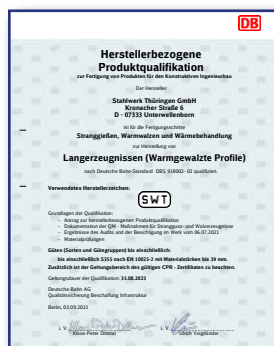 DB
Herstellerbezogene
Produktqualifikation
zur Fertigung von Produkten für den Konstruktiven Ingenieurbau
Der Hersteller
Stahlwerk Thüringen GmbH
Kronacher Straße 6
D - 07333 Unterwellenborn
ist für die Fertigungsschritte
Stranggießen, Warmwalzen und Wärmebehandlung
zur Herstellung von
Langerzeugnissen (Warmgewalzte Profile)
nach Deutsche Bahn-Standard DBS 918002- 02 qualifiziert.
Verwendetes Herstellerzeichen:
SWT
Grundlagen der Qualifikation:
– Antrag zur herstellerbezogenen Produktqualifikation
– Dokumentation der QM - Maßnahmen für Strangguss- und Walzerzeugnisse
– Ergebnisse des Audits und der Besichtigung im Werk vom 06.07.2021
– Materialprüfungen
Güten (Sorten und Gütegruppen) bis einschließlich:
bis einschließlich S355 nach EN 10025-2 mit Materialstärken bis 39 mm.
Zusätzlich ist der Geltungsbereich des gültigen CPR - Zertifikates zu beachten.
Geltungsdauer der Qualifikation: 31.08.2023
Deutsche Bahn AG
Qualitätssicherung Beschaffung Infrastruktur
Berlin, 03.09.2021
i. V. Klaus-Peter Dittmar
i. V. Ulrich Voigtländer